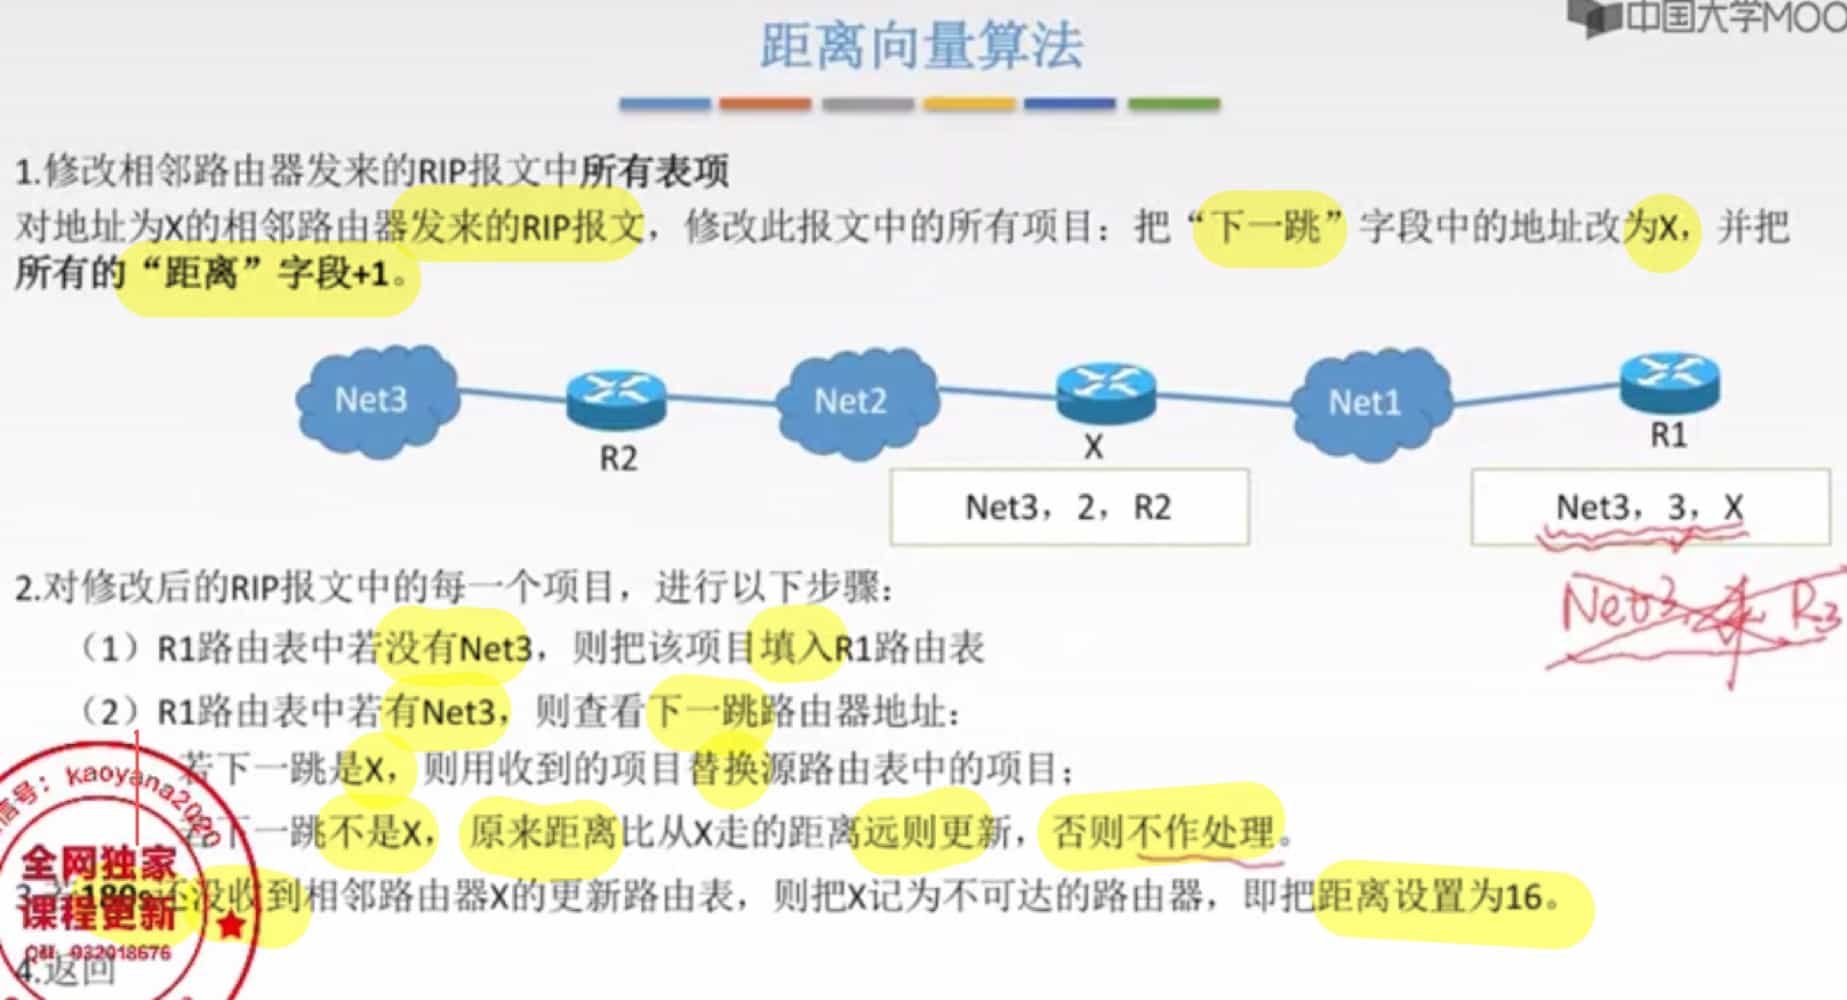 中国大学MOO
距离向量算法
1.修改相邻路由器发来的RIP报文中所有表项
对地址为X的相邻路由器发来的RIP报文，修改此报文中的所有项目：把“下一跳”字段中的地址改为X，并把
所有的“距离”字段+1。
Net3
Net2
Net1
R2
X
R1
Net3，2，R2
Net3，3，X
Net3, 4, R3
2.对修改后的RIP报文中的每一个项目，进行以下步骤：
（1）R1路由表中若没有Net3，则把该项目填入R1路由表
（2）R1路由表中若有Net3，则查看下一跳路由器地址：
若下一跳是X，则用收到的项目替换源路由表中的项目；
若下一跳不是X，原来距离比从X走的距离远则更新，否则不作处理。
3.若180s还没收到相邻路由器X的更新路由表，则把X记为不可达的路由器，即把距离设置为16。
4.返回
信号：kaoyana2020
全网独家
课程更新
932018676